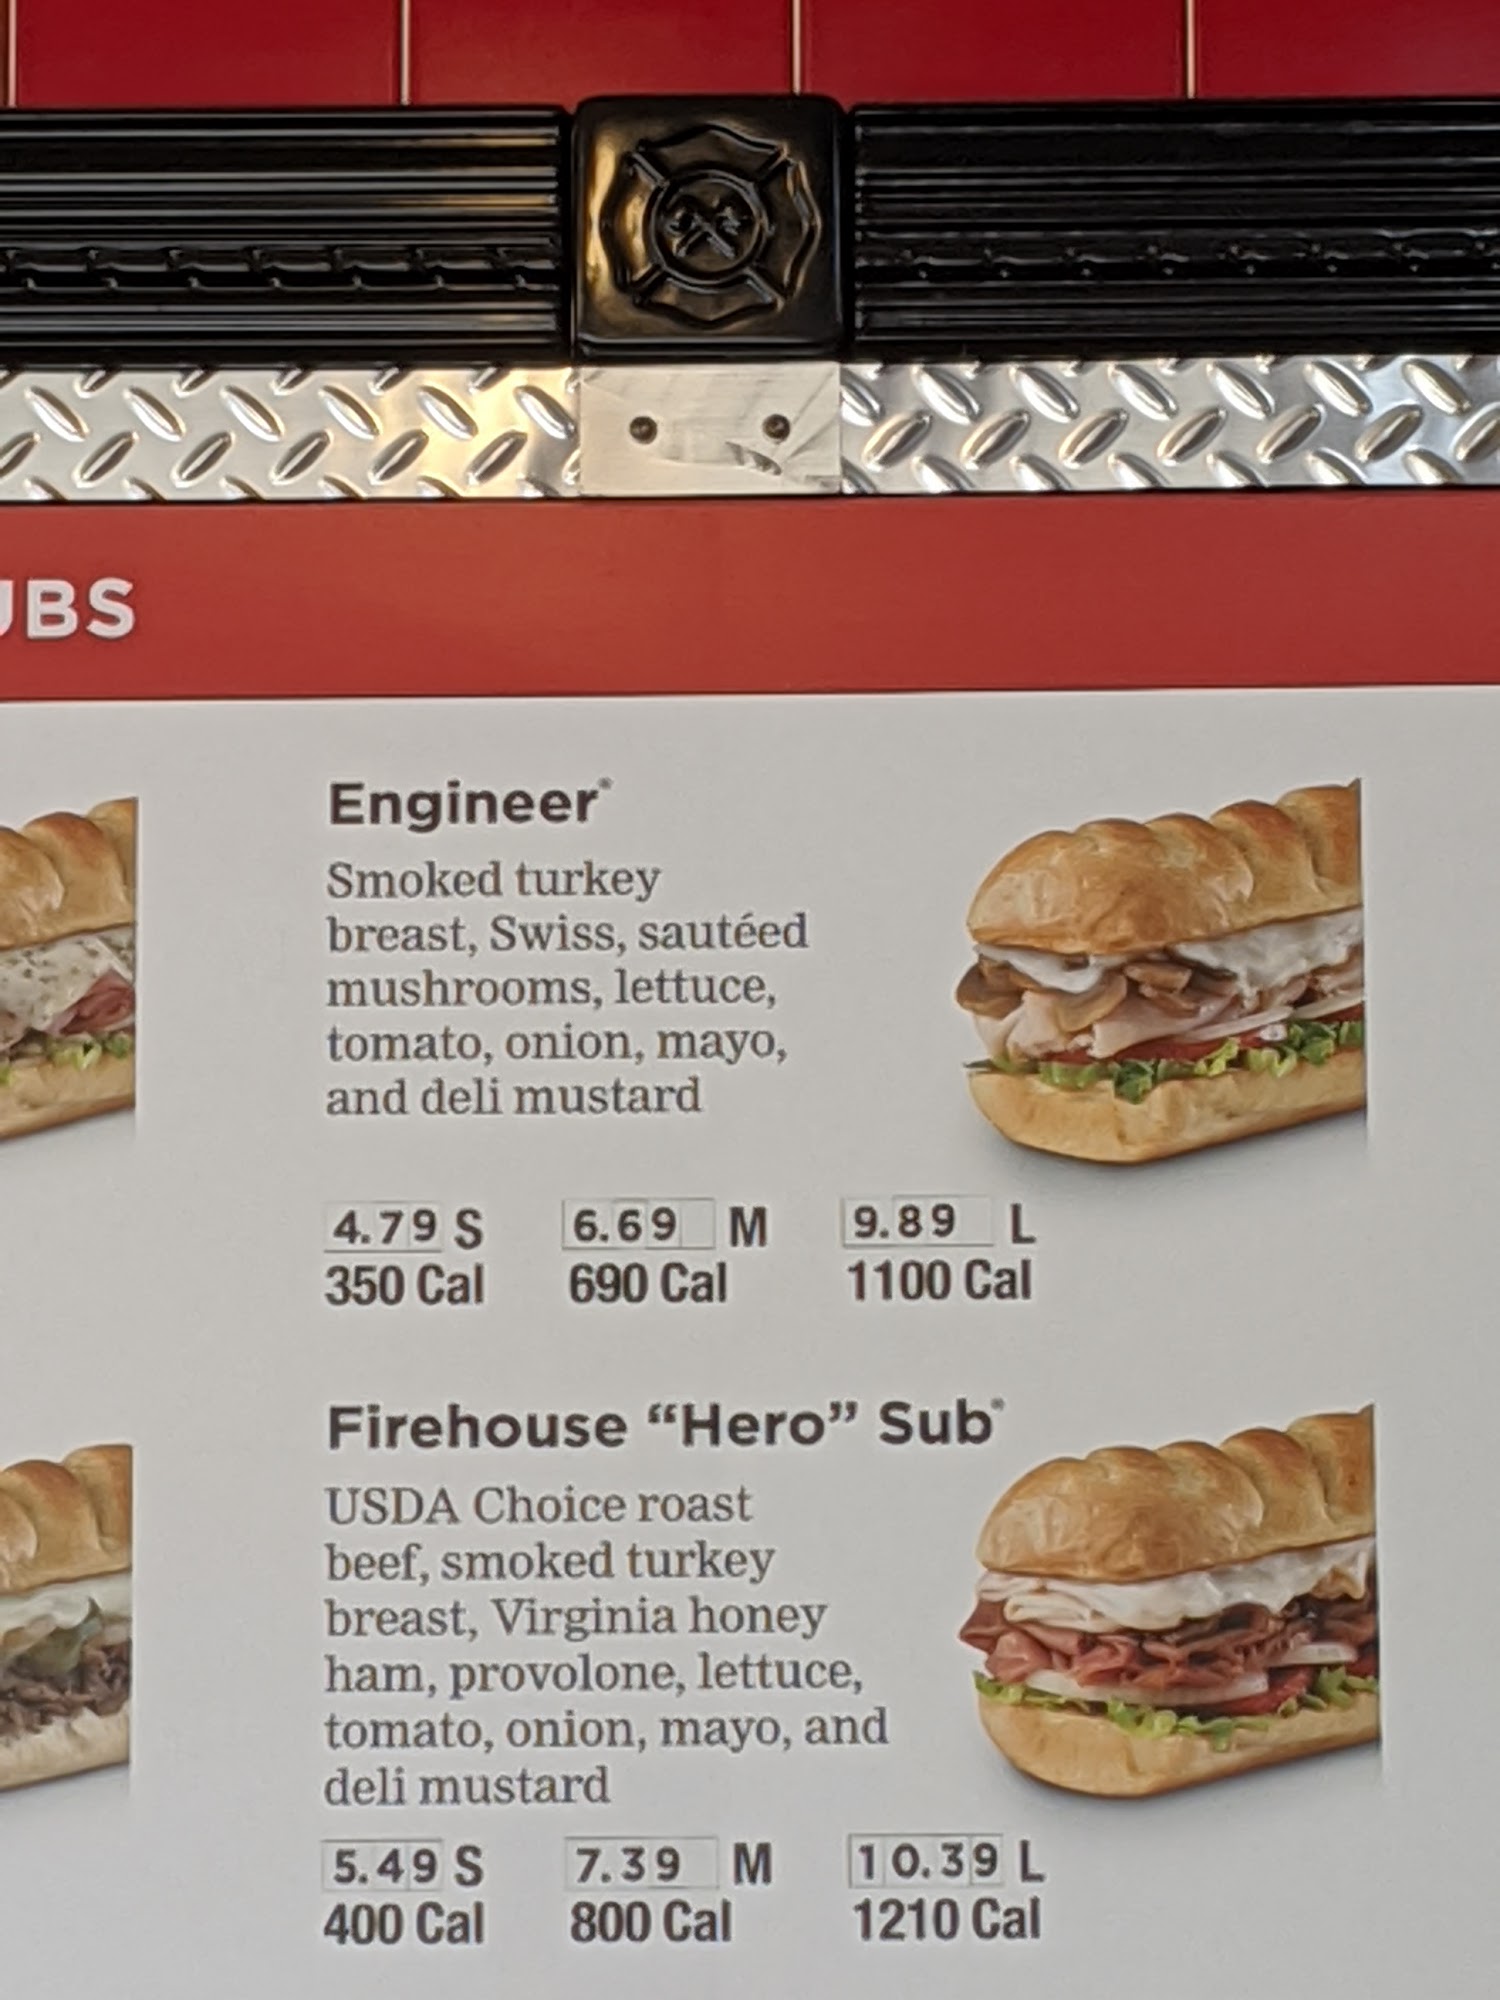 UBS
Engineer®
Smoked turkey
breast, Swiss, sautéed
mushrooms, lettuce,
tomato, onion, mayo,
and deli mustard
4.79 S 6.69 M 9.89 L
350 Cal 690 Cal 1100 Cal
Firehouse “Hero” Sub®
USDA Choice roast
beef, smoked turkey
breast, Virginia honey
ham, provolone, lettuce,
tomato, onion, mayo, and
deli mustard
5.49 S 7.39 M 10.39 L
400 Cal 800 Cal 1210 Cal